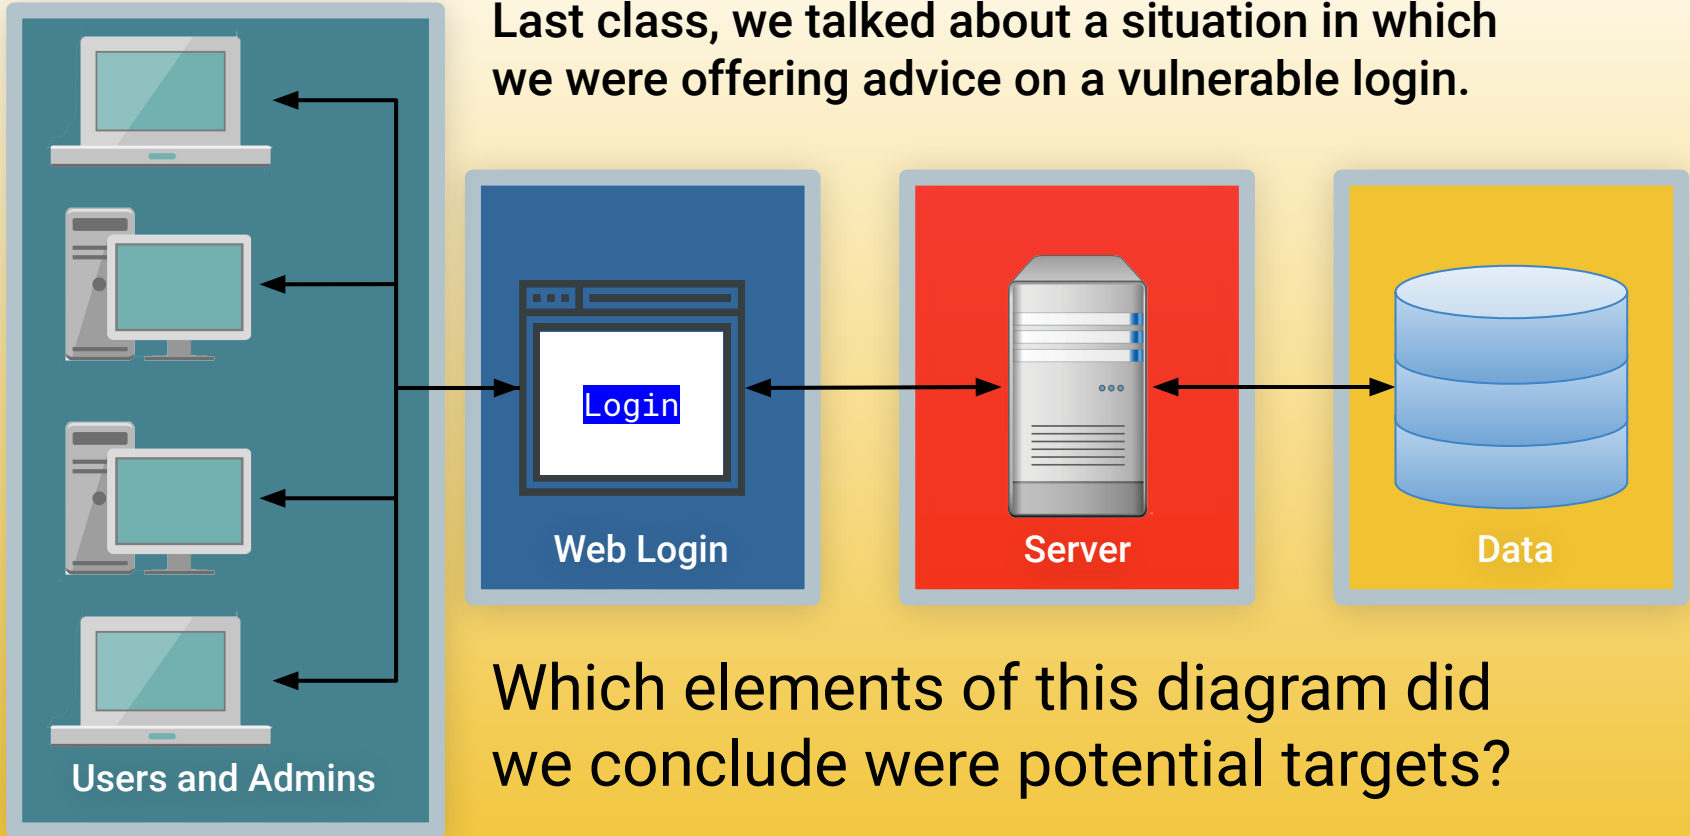 Last class, we talked about a situation in which
we were offering advice on a vulnerable login.
Login
Web Login
Server
Data
Users and Admins
Which elements of this diagram did
we conclude were potential targets?